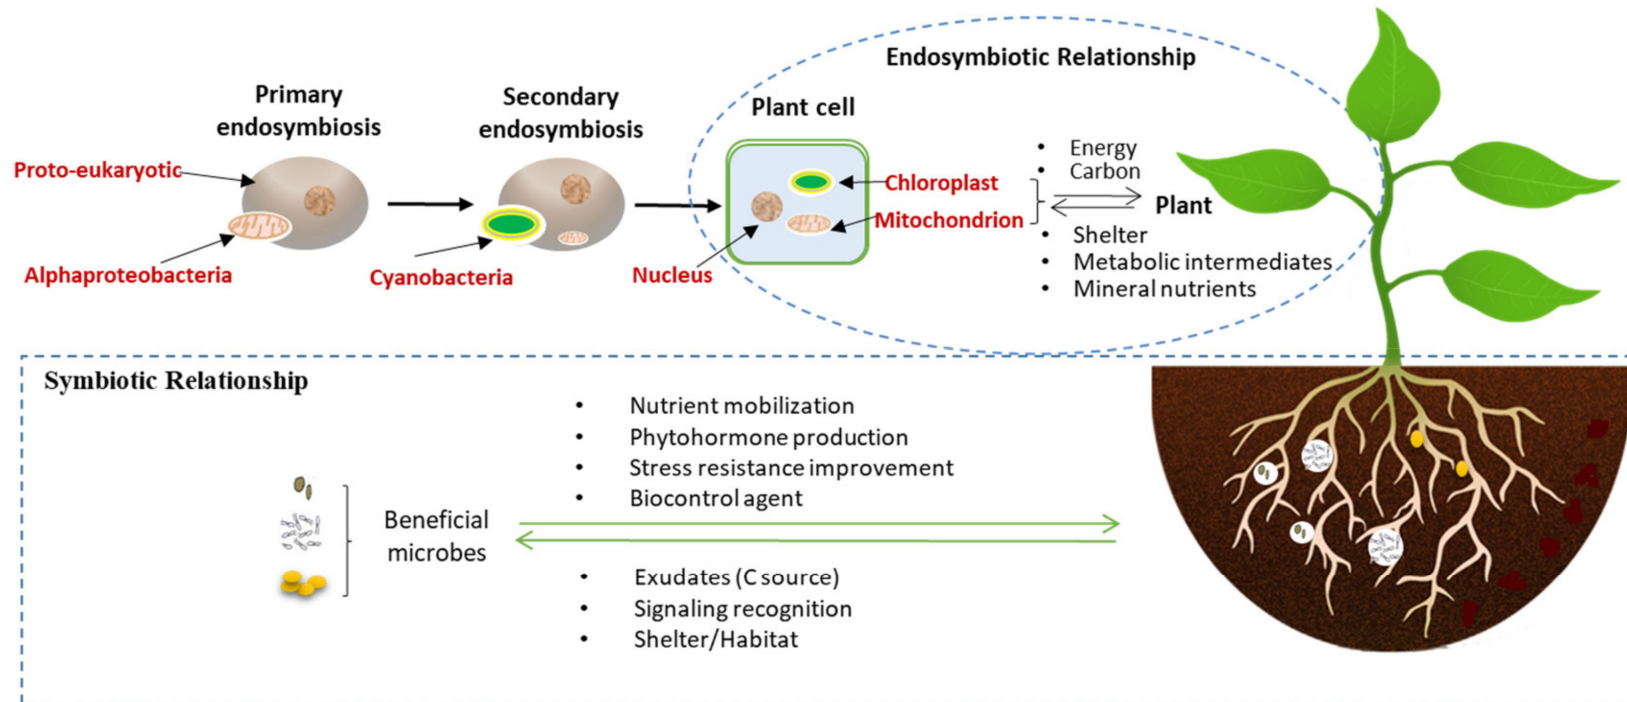 Endosymbiotic Relationship
Primary
endosymbiosis
Secondary
endosymbiosis
Plant cell
Proto-eukaryotic
Alphaproteobacteria
Cyanobacteria
Nucleus
Chloroplast
Mitochondrion
• Energy
• Carbon
Plant
• Shelter
• Metabolic intermediates
• Mineral nutrients
Symbiotic Relationship
• Nutrient mobilization
• Phytohormone production
• Stress resistance improvement
• Biocontrol agent
Beneficial
microbes
• Exudates (C source)
• Signaling recognition
• Shelter/Habitat